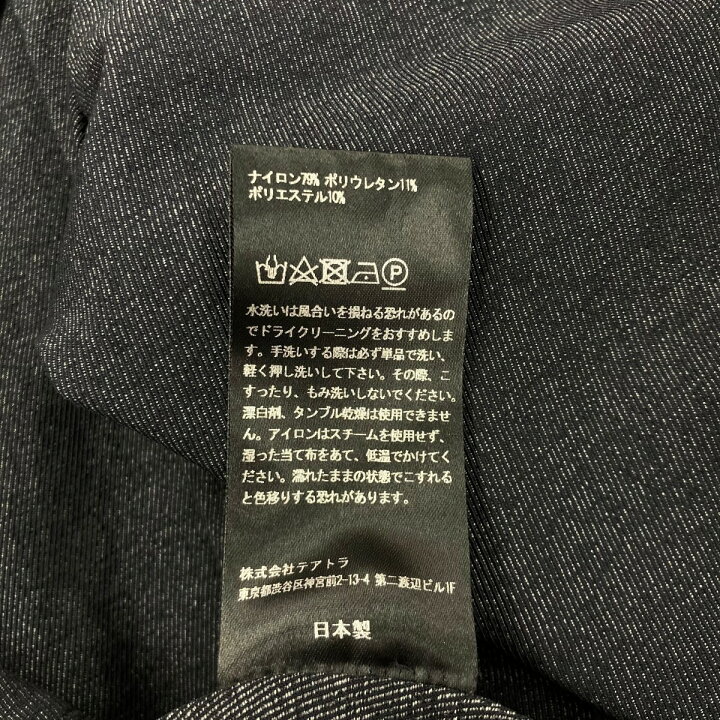 ナイロン79% ポリウレタン11%
ポリエステル10%
P
水洗いは風合いを損ねる恐れがあるの
でドライクリーニングをおすすめしま
す。手洗いする際は必ず単品で洗い、
軽く押し洗いして下さい。その際、こ
すったり、もみ洗いしないでください。
漂白剤、タンブル乾燥は使用できませ
ん。アイロンはスチームを使用せず、
湿った当て布をあて、低温でかけてく
ださい。濡れたままの状態でこすれる
と色移りする恐れがあります。
株式会社テアトラ
東京都渋谷区神宮前2-13-4 第二渡辺ビル1F
日本製